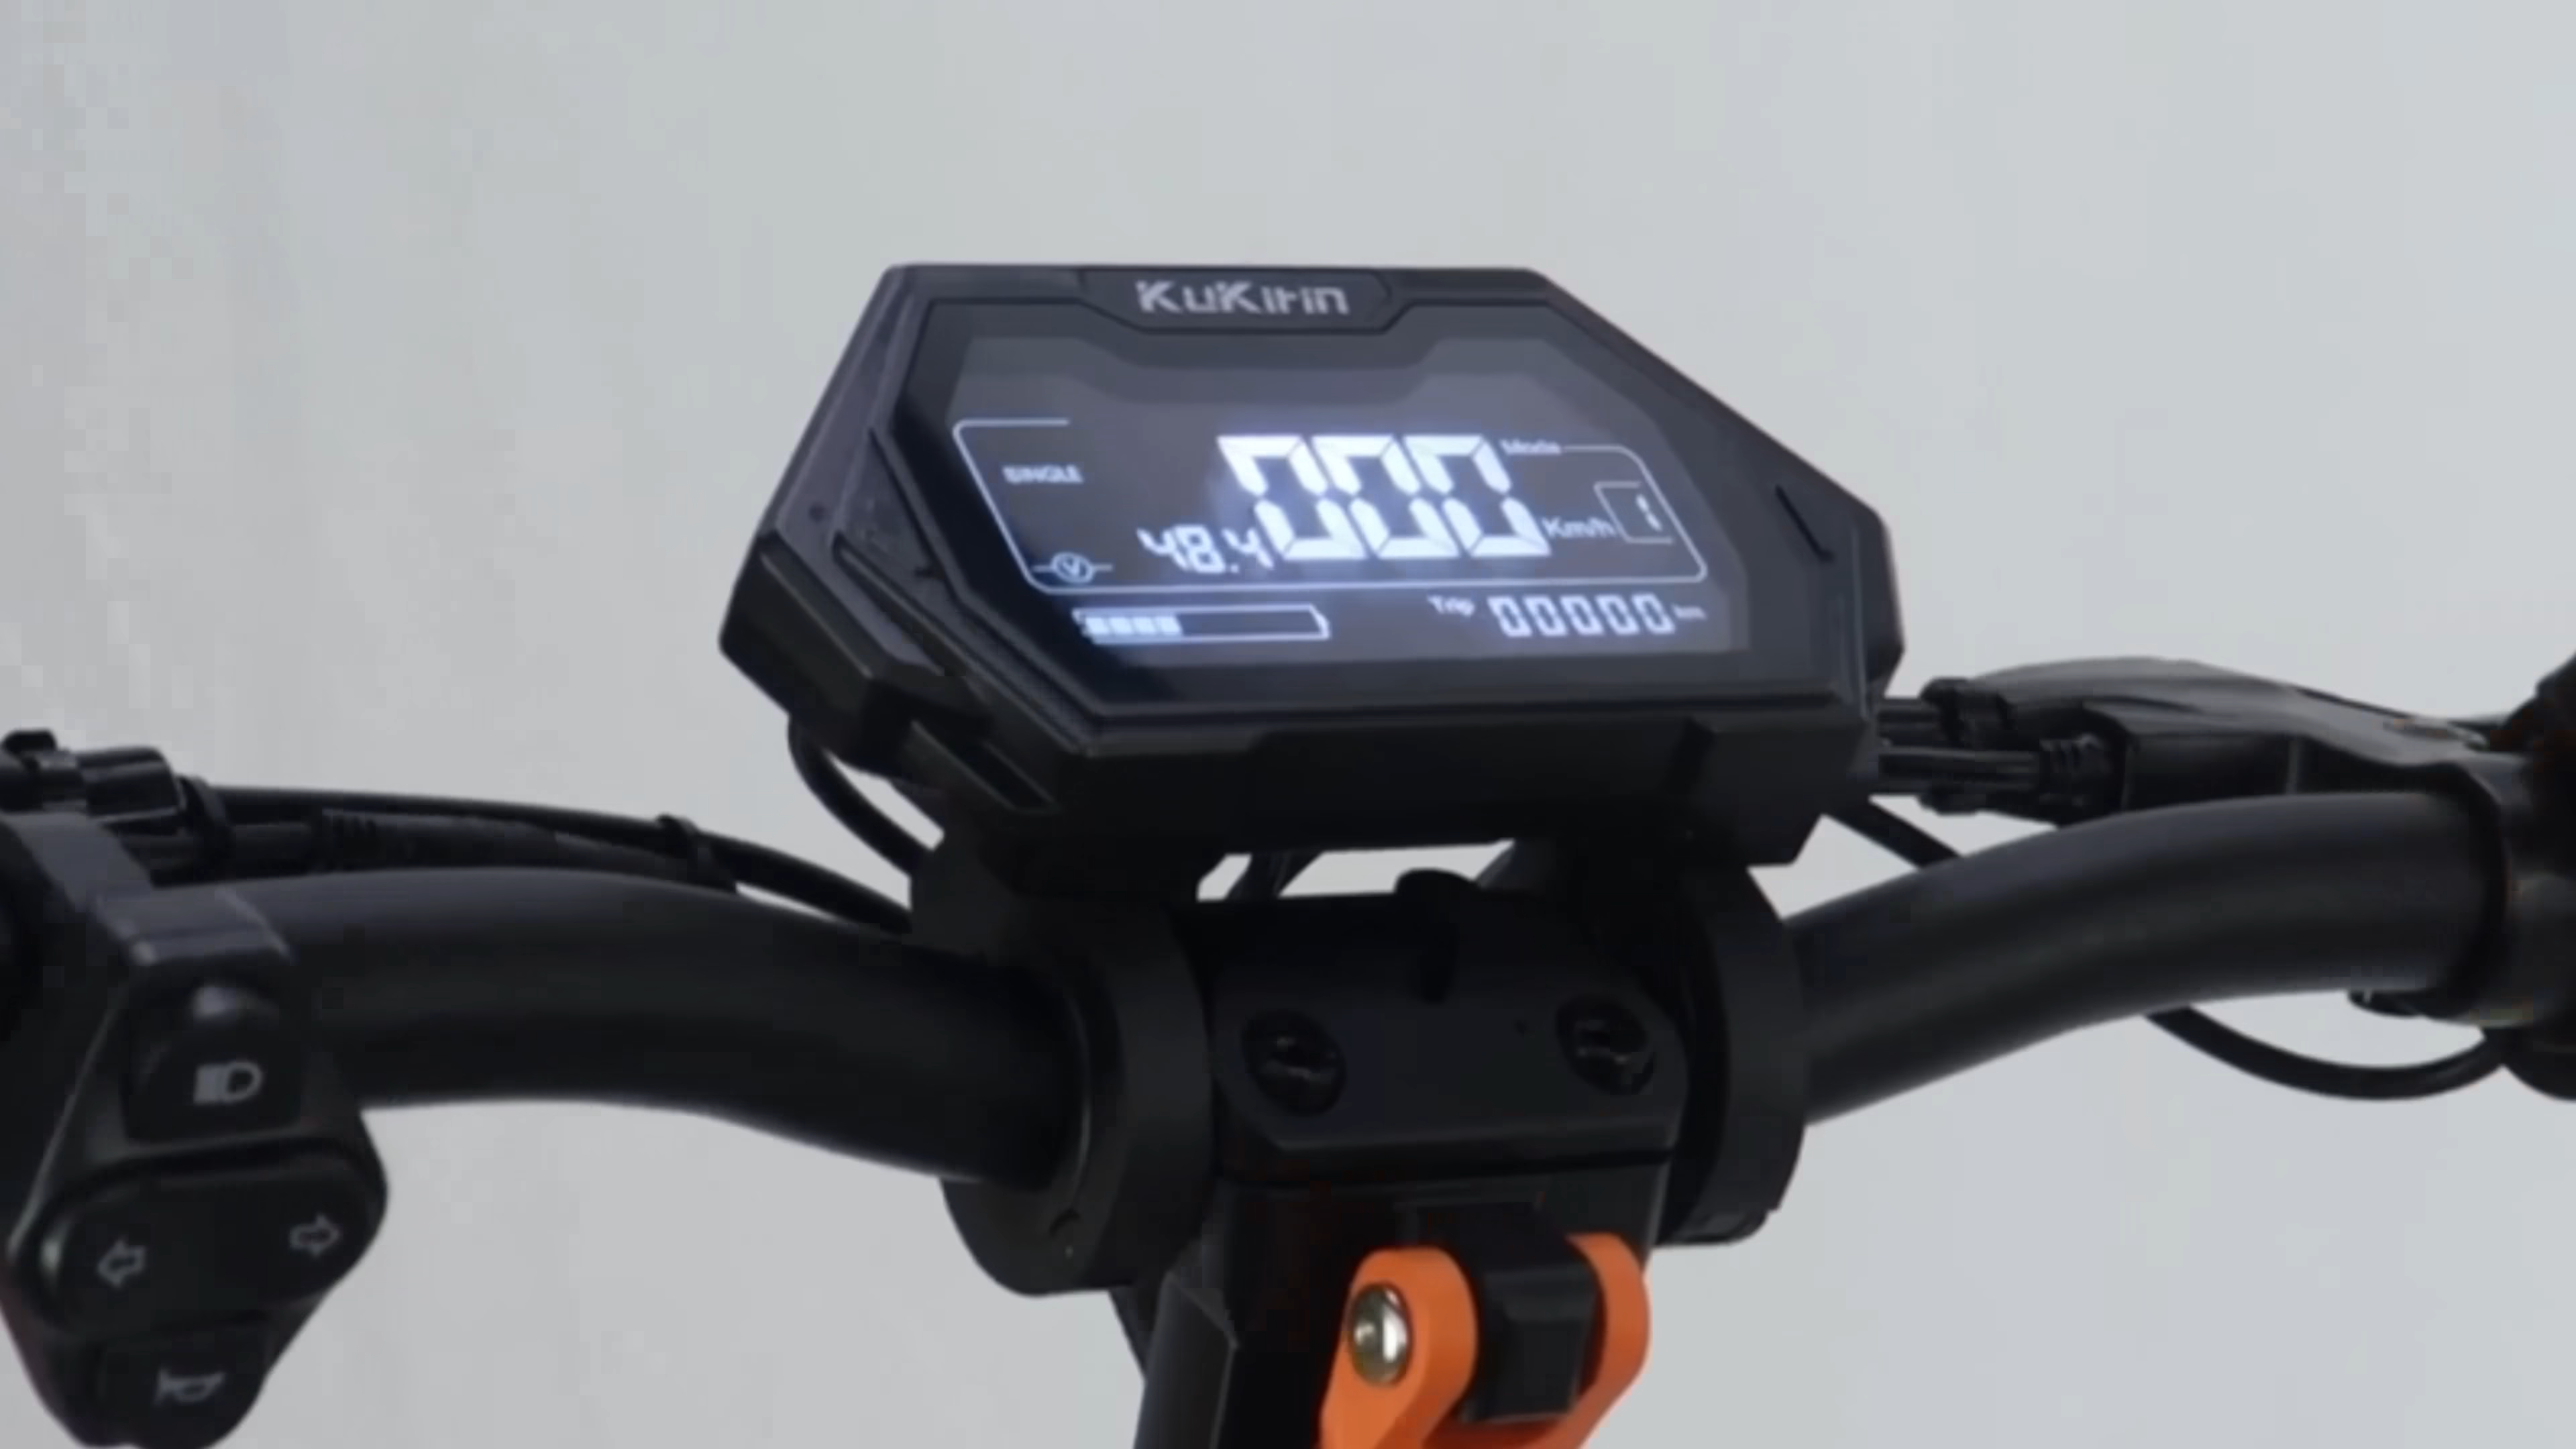 KuKirin
Mode
SINGLE
000
Km/h
1
48.4
V
Trip 00000 km